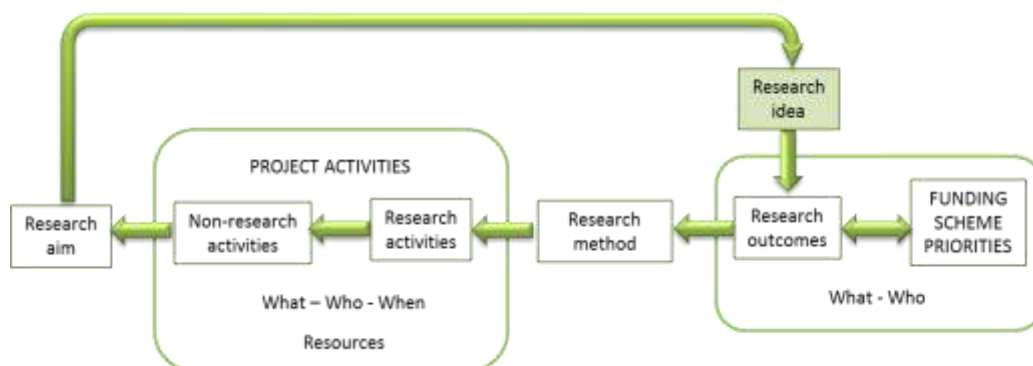 Research
idea
PROJECT ACTIVITIES
Research
aim
Non-research
activities
Research
activities
Research
method
Research
outcomes
FUNDING
SCHEME
PRIORITIES
What – Who - When
Resources
What - Who